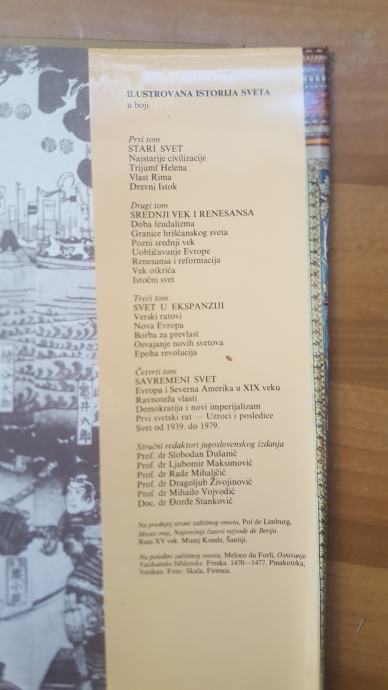 ILUSTROVANA ISTORIJA SVETA
u boji
Prvi tom
STARI SVET
Najstarije civilizacije
Trijumf Helena
Vlast Rima
Drevni Istok
Drugi tom
SREDNJI VEK I RENESANSA
Doba feudalizma
Granice hrišćanskog sveta
Pozni srednji vek
Uobličavanje Evrope
Renesansa i reformacija
Vek otkrića
Istočni svet
Treći tom
SVET U EKSPANZIJI
Verski ratovi
Nova Evropa
Borba za prevlast
Osvajanje novih svetova
Epoha revolucija
Četvrti tom
SAVREMENI SVET
Evropa i Severna Amerika u XIX veku
Ravnoteža vlasti
Demokratija i novi imperijalizam
Prvi svetski rat — Uzroci i posledice
Svet od 1939. do 1979.
Stručni redaktori jugoslovenskog izdanja
Prof. dr Slobodan Dušanić
Prof. dr Ljubomir Maksimović
Prof. dr Rade Mihaljčić
Prof. dr Dragoljub Živojinović
Prof. dr Mihailo Vojvodić
Doc. dr Đorđe Stanković
Na prednjoj strani zaštitnog omota, Pol de Limburg,
Mesec maj, Najsrećniji časovi vojvode de Berija.
Rani XV vek. Muzej Konde, Šantiji.
Na poleđini zaštitnog omota, Meloco da Forli, Osnivanje
Vatikanske biblioteke. Freska. 1470—1477. Pinakoteka,
Vatikan. Foto: Skala, Firenca.